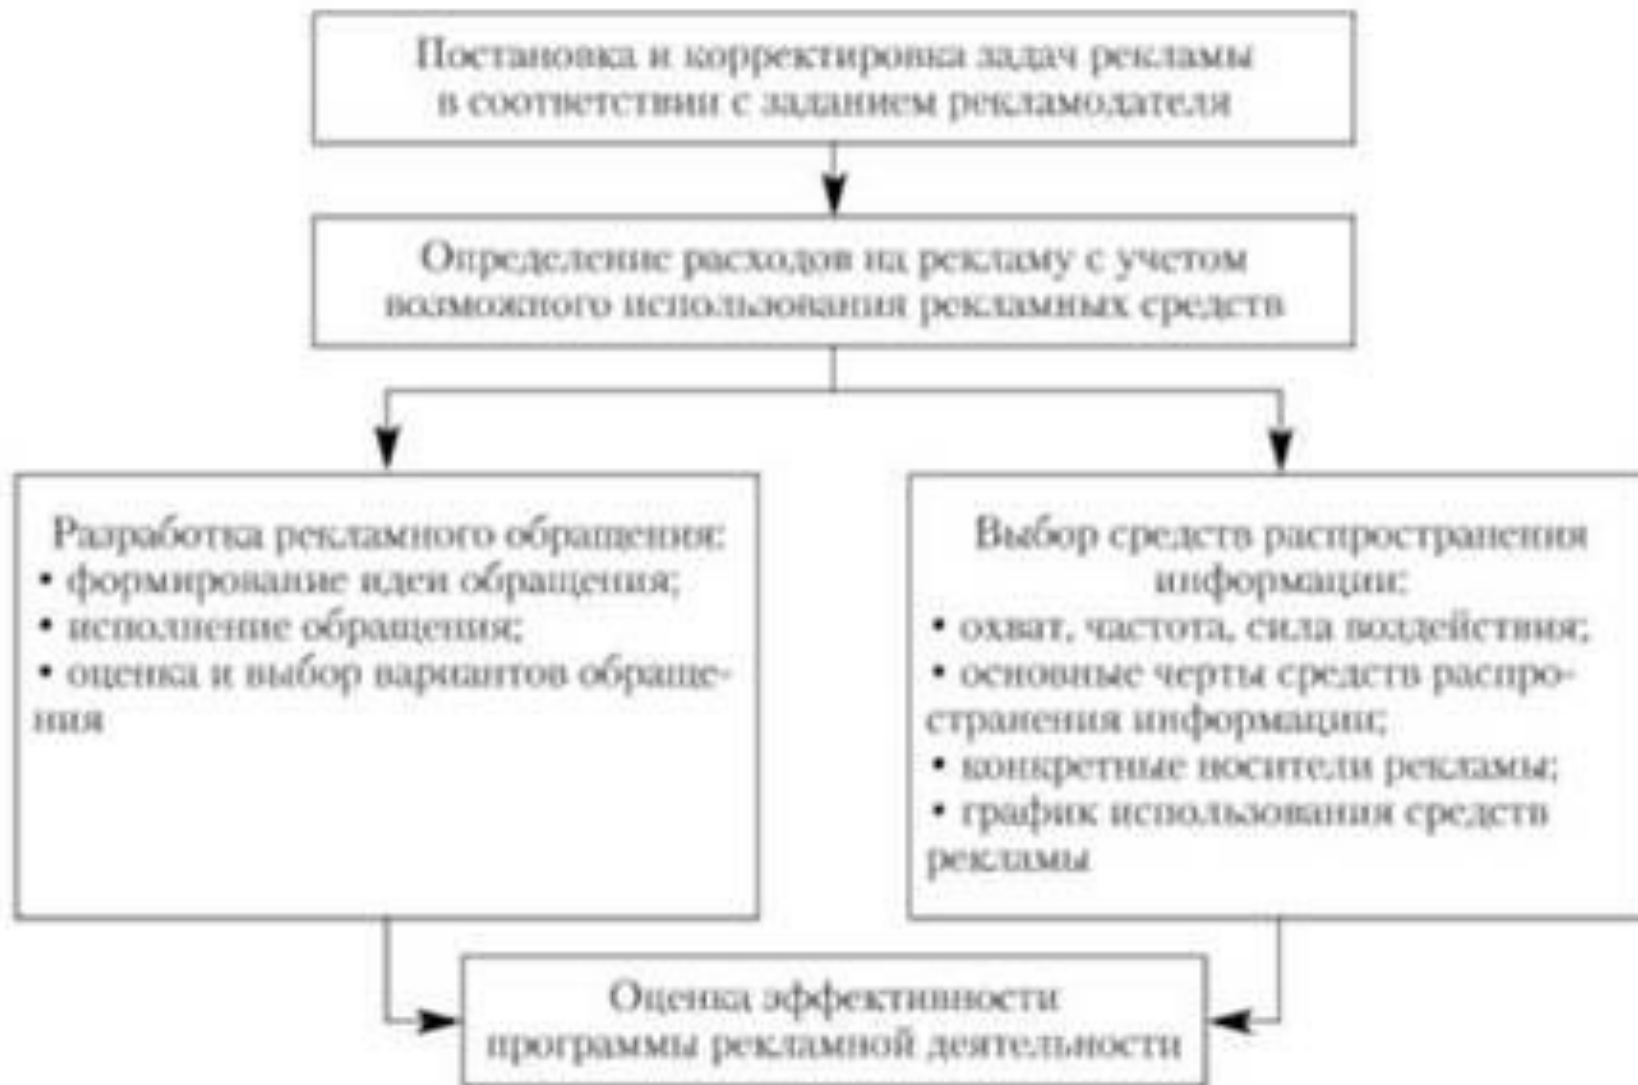 Постановка и корректировка задач рекламы
в соответствии с заданием рекламодателя
Определение расходов на рекламу с учетом
возможного использования рекламных средств
Разработка рекламного обращения:
• формирование идеи обращения;
• исполнение обращения;
• оценка и выбор вариантов обраще-
ния
Выбор средств распространения
информации:
• охват, частота, сила воздействия;
• основные черты средств распро-
странения информации;
• конкретные носители рекламы;
• график использования средств
рекламы
Оценка эффективности
программы рекламной деятельности